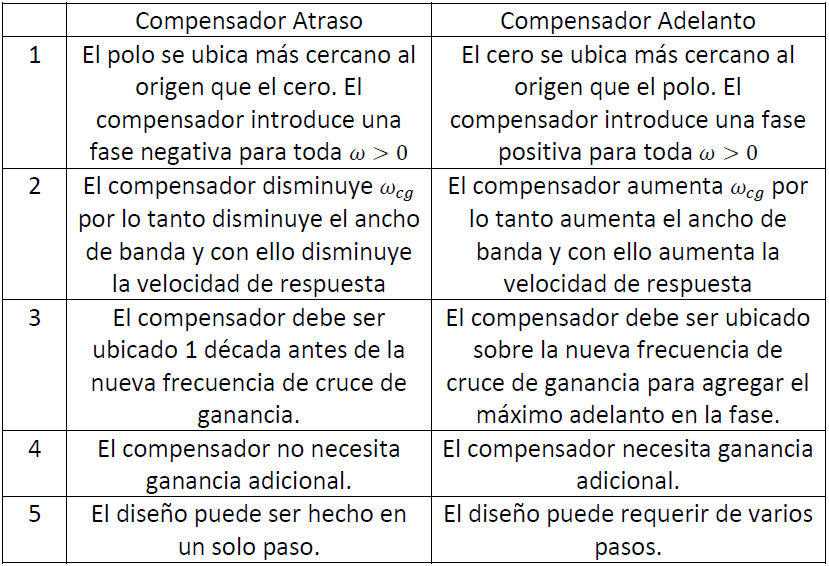 Compensador Atraso
Compensador Adelanto
1
El polo se ubica más cercano al
origen que el cero. El
compensador introduce una
fase negativa para toda ω > 0
El cero se ubica más cercano al
origen que el polo. El
compensador introduce una fase
positiva para toda ω > 0
2
El compensador disminuye ω_cg
por lo tanto disminuye el ancho
de banda y con ello disminuye
la velocidad de respuesta
El compensador aumenta ω_cg por
lo tanto aumenta el ancho de
banda y con ello aumenta la
velocidad de respuesta
3
El compensador debe ser
ubicado 1 década antes de la
nueva frecuencia de cruce de
ganancia.
El compensador debe ser ubicado
sobre la nueva frecuencia de
cruce de ganancia para agregar el
máximo adelanto en la fase.
4
El compensador no necesita
ganancia adicional.
El compensador necesita ganancia
adicional.
5
El diseño puede ser hecho en
un solo paso.
El diseño puede requerir de varios
pasos.